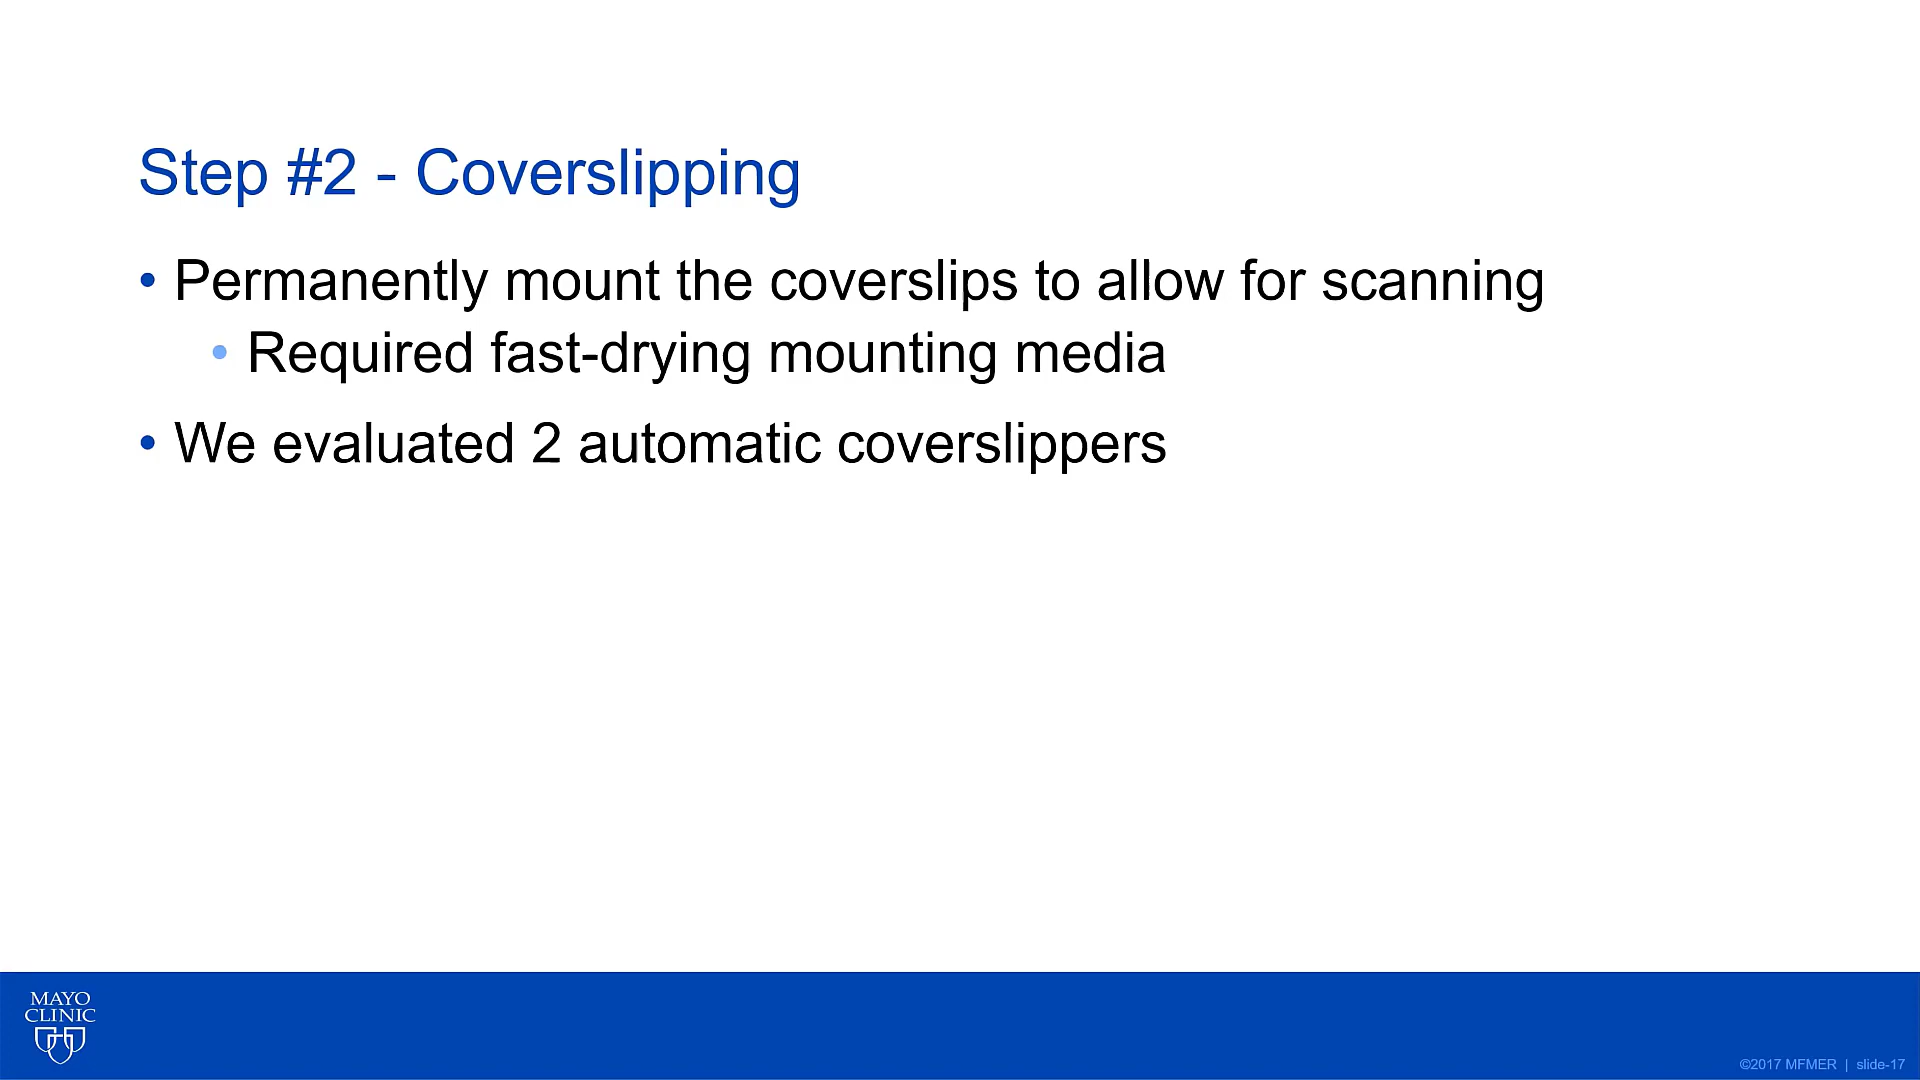 Step #2 - Coverslipping
• Permanently mount the coverslips to allow for scanning
• Required fast-drying mounting media
• We evaluated 2 automatic coverslippers
MAYO
CLINIC
©2017 MFMER | slide-17